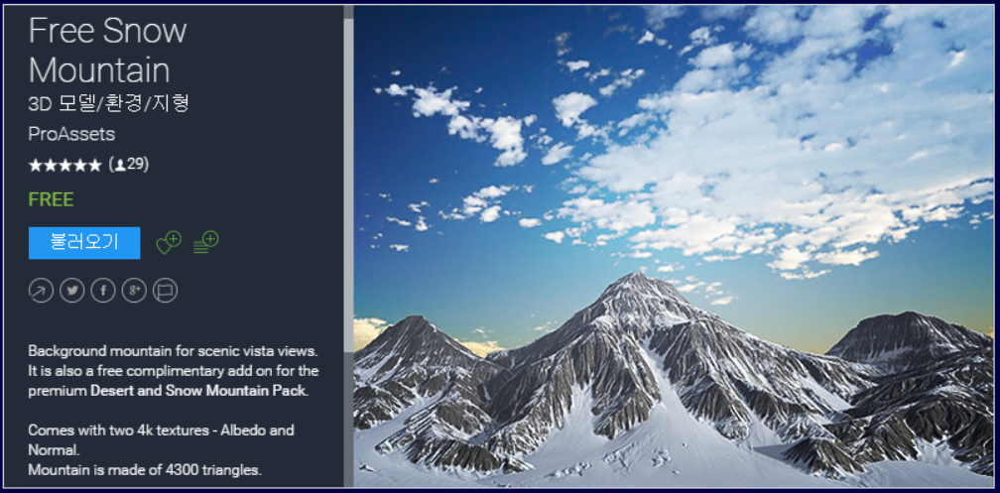 Free Snow
Mountain
3D 모델/환경/지형
ProAssets
★★★★★ (29)
FREE
불러오기
Background mountain for scenic vista views.
It is also a free complimentary add on for the
premium Desert and Snow Mountain Pack.
Comes with two 4k textures - Albedo and
Normal.
Mountain is made of 4300 triangles.